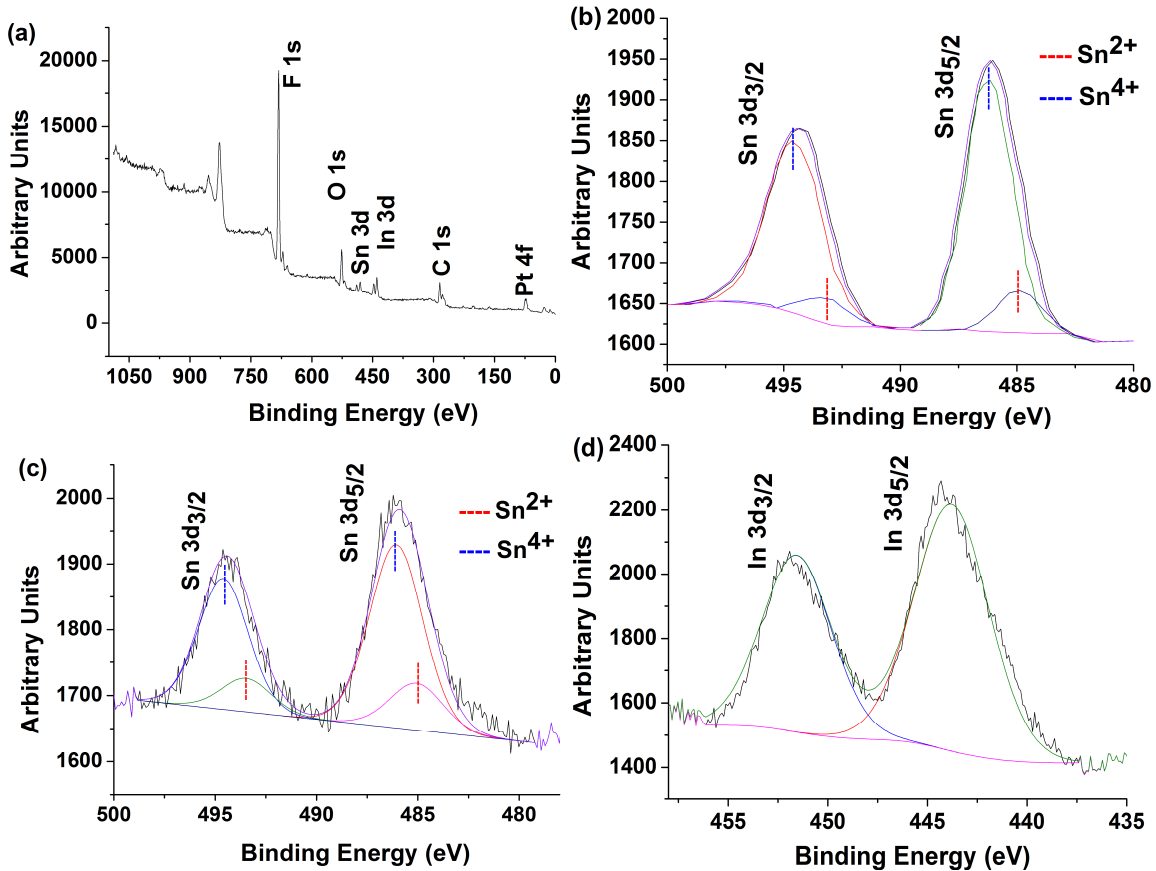 (a)
20000
15000
10000
5000
0
Arbitrary Units
F 1s
O 1s
Sn 3d
In 3d
C 1s
Pt 4f
1050 900 750 600 450 300 150 0
Binding Energy (eV)
(b)
2000
1950
1900
1850
1800
1750
1700
1650
1600
Arbitrary Units
Sn 3d3/2
Sn 3d5/2
Sn2+
Sn4+
500 495 490 485 480
Binding Energy (eV)
(c)
2000
1900
1800
1700
1600
Arbitrary Units
Sn 3d3/2
Sn 3d5/2
Sn2+
Sn4+
500 495 490 485 480
Binding Energy (eV)
(d)
2400
2200
2000
1800
1600
1400
Arbitrary Units
In 3d3/2
In 3d5/2
455 450 445 440 435
Binding Energy (eV)